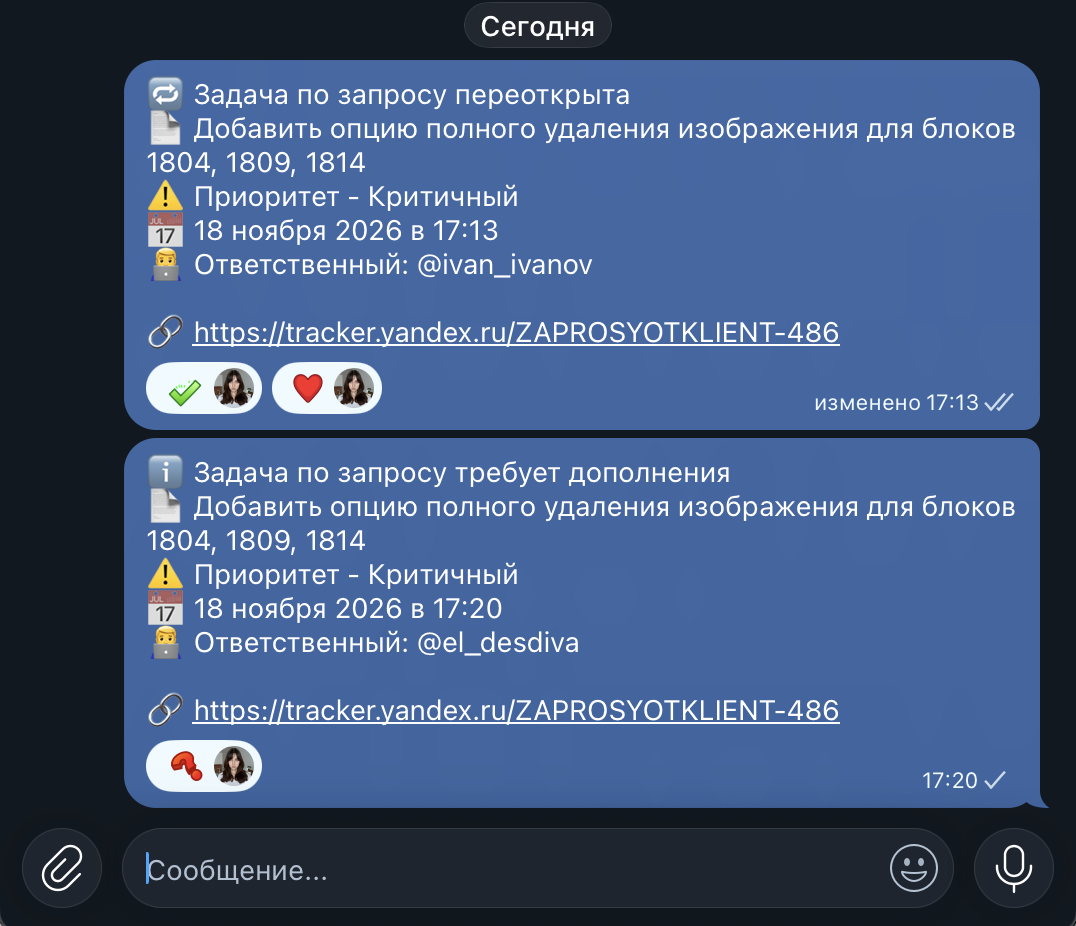 Сегодня
🔁 Задача по запросу переоткрыта
📄 Добавить опцию полного удаления изображения для блоков
1804, 1809, 1814
⚠️ Приоритет - Критичный
📅 18 ноября 2026 в 17:13
👨‍💻 Ответственный: @ivan_ivanov
🔗 https://tracker.yandex.ru/ZAPROSYOTKLIENT-486
изменено 17:13
ℹ️ Задача по запросу требует дополнения
📄 Добавить опцию полного удаления изображения для блоков
1804, 1809, 1814
⚠️ Приоритет - Критичный
📅 18 ноября 2026 в 17:20
👨‍💻 Ответственный: @el_desdiva
🔗 https://tracker.yandex.ru/ZAPROSYOTKLIENT-486
17:20
Сообщение...